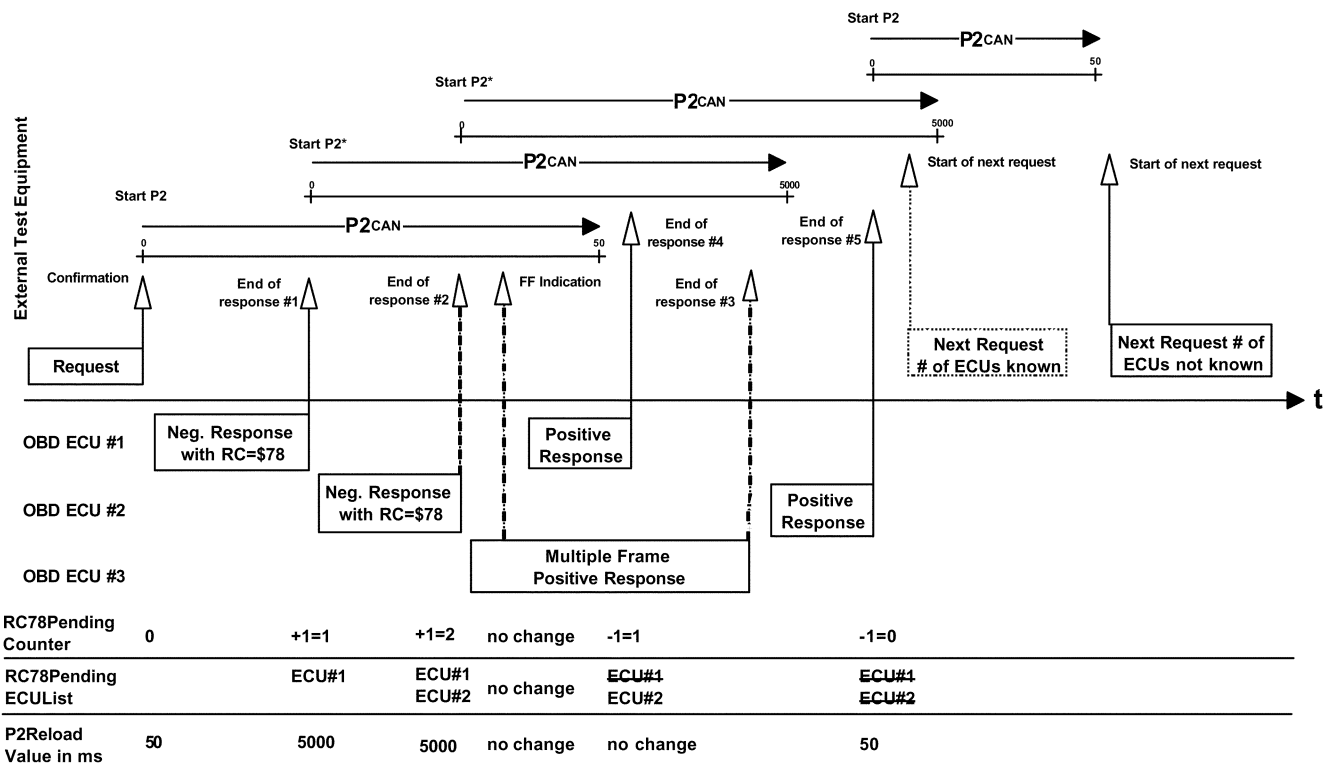 Start P2
P2CAN
0
50
Start P2*
P2CAN
0
5000
Start P2*
P2CAN
0
5000
Start P2
P2CAN
0
50
External Test Equipment
Confirmation
End of
response #1
End of
response #2
FF Indication
End of
response #4
End of
response #3
End of
response #5
Start of next request
Start of next request
Request
Next Request
# of ECUs known
Next Request # of
ECUs not known
t
OBD ECU #1
Neg. Response
with RC=$78
Positive
Response
OBD ECU #2
Neg. Response
with RC=$78
Positive
Response
OBD ECU #3
Multiple Frame
Positive Response
RC78Pending
Counter
0
+1=1
+1=2
no change
-1=1
-1=0
RC78Pending
ECUList
ECU#1
ECU#1
ECU#2
no change
ECU#1
ECU#2
ECU#1
ECU#2
P2Reload
Value in ms
50
5000
5000
no change
no change
50